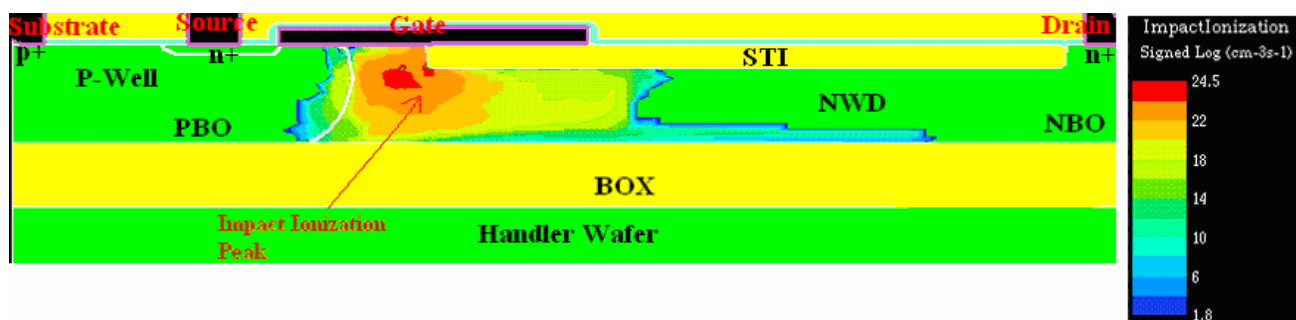 Substrate Source Gate Drain
p+ n+ STI n+
P-Well
NWD
PBO NBO
BOX
Impact Ionization
Peak
Handler Wafer
ImpactIonization
Signed Log (cm-3s-1)
24.5
22
18
14
10
6
1.8